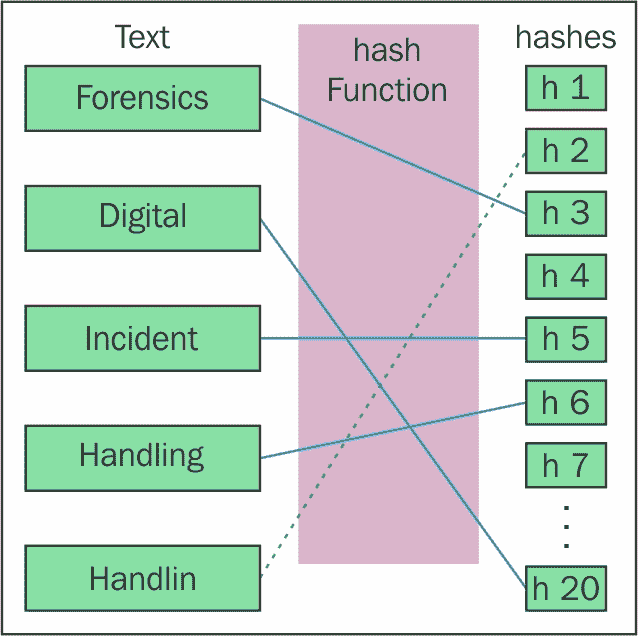 Text
hash
Function
hashes
Forensics
Digital
Incident
Handling
Handlin
h 1
h 2
h 3
h 4
h 5
h 6
h 7
h 20